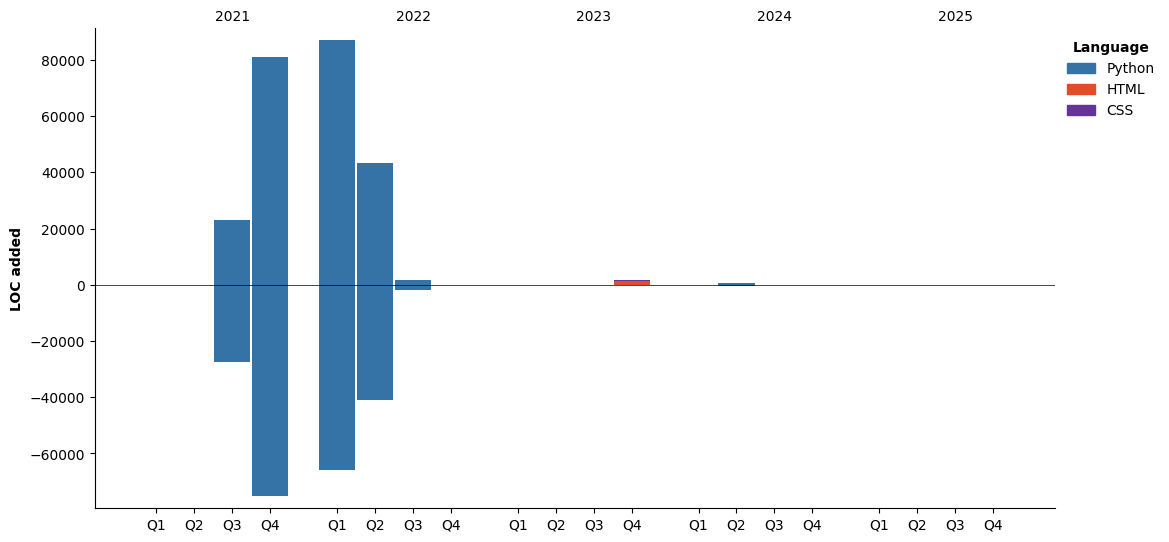 2021 2022 2023 2024 2025
Language
Python
HTML
CSS
80000
60000
40000
20000
0
−20000
−40000
−60000
LOC added
Q1 Q2 Q3 Q4 Q1 Q2 Q3 Q4 Q1 Q2 Q3 Q4 Q1 Q2 Q3 Q4 Q1 Q2 Q3 Q4